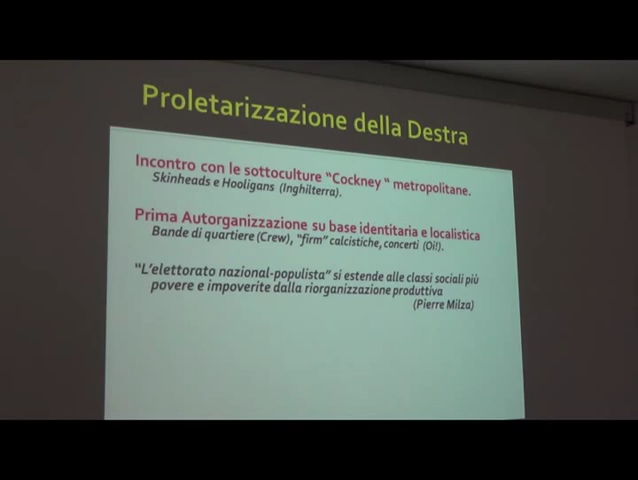 Proletarizzazione della Destra
Incontro con le sottoculture "Cockney " metropolitane.
Skinheads e Hooligans (Inghilterra).
Prima Autorganizzazione su base identitaria e localistica
Bande di quartiere (Crew), "firm" calcistiche, concerti (Oi!).
"L'elettorato nazional-populista" si estende alle classi sociali più
povere e impoverite dalla riorganizzazione produttiva
(Pierre Milza)